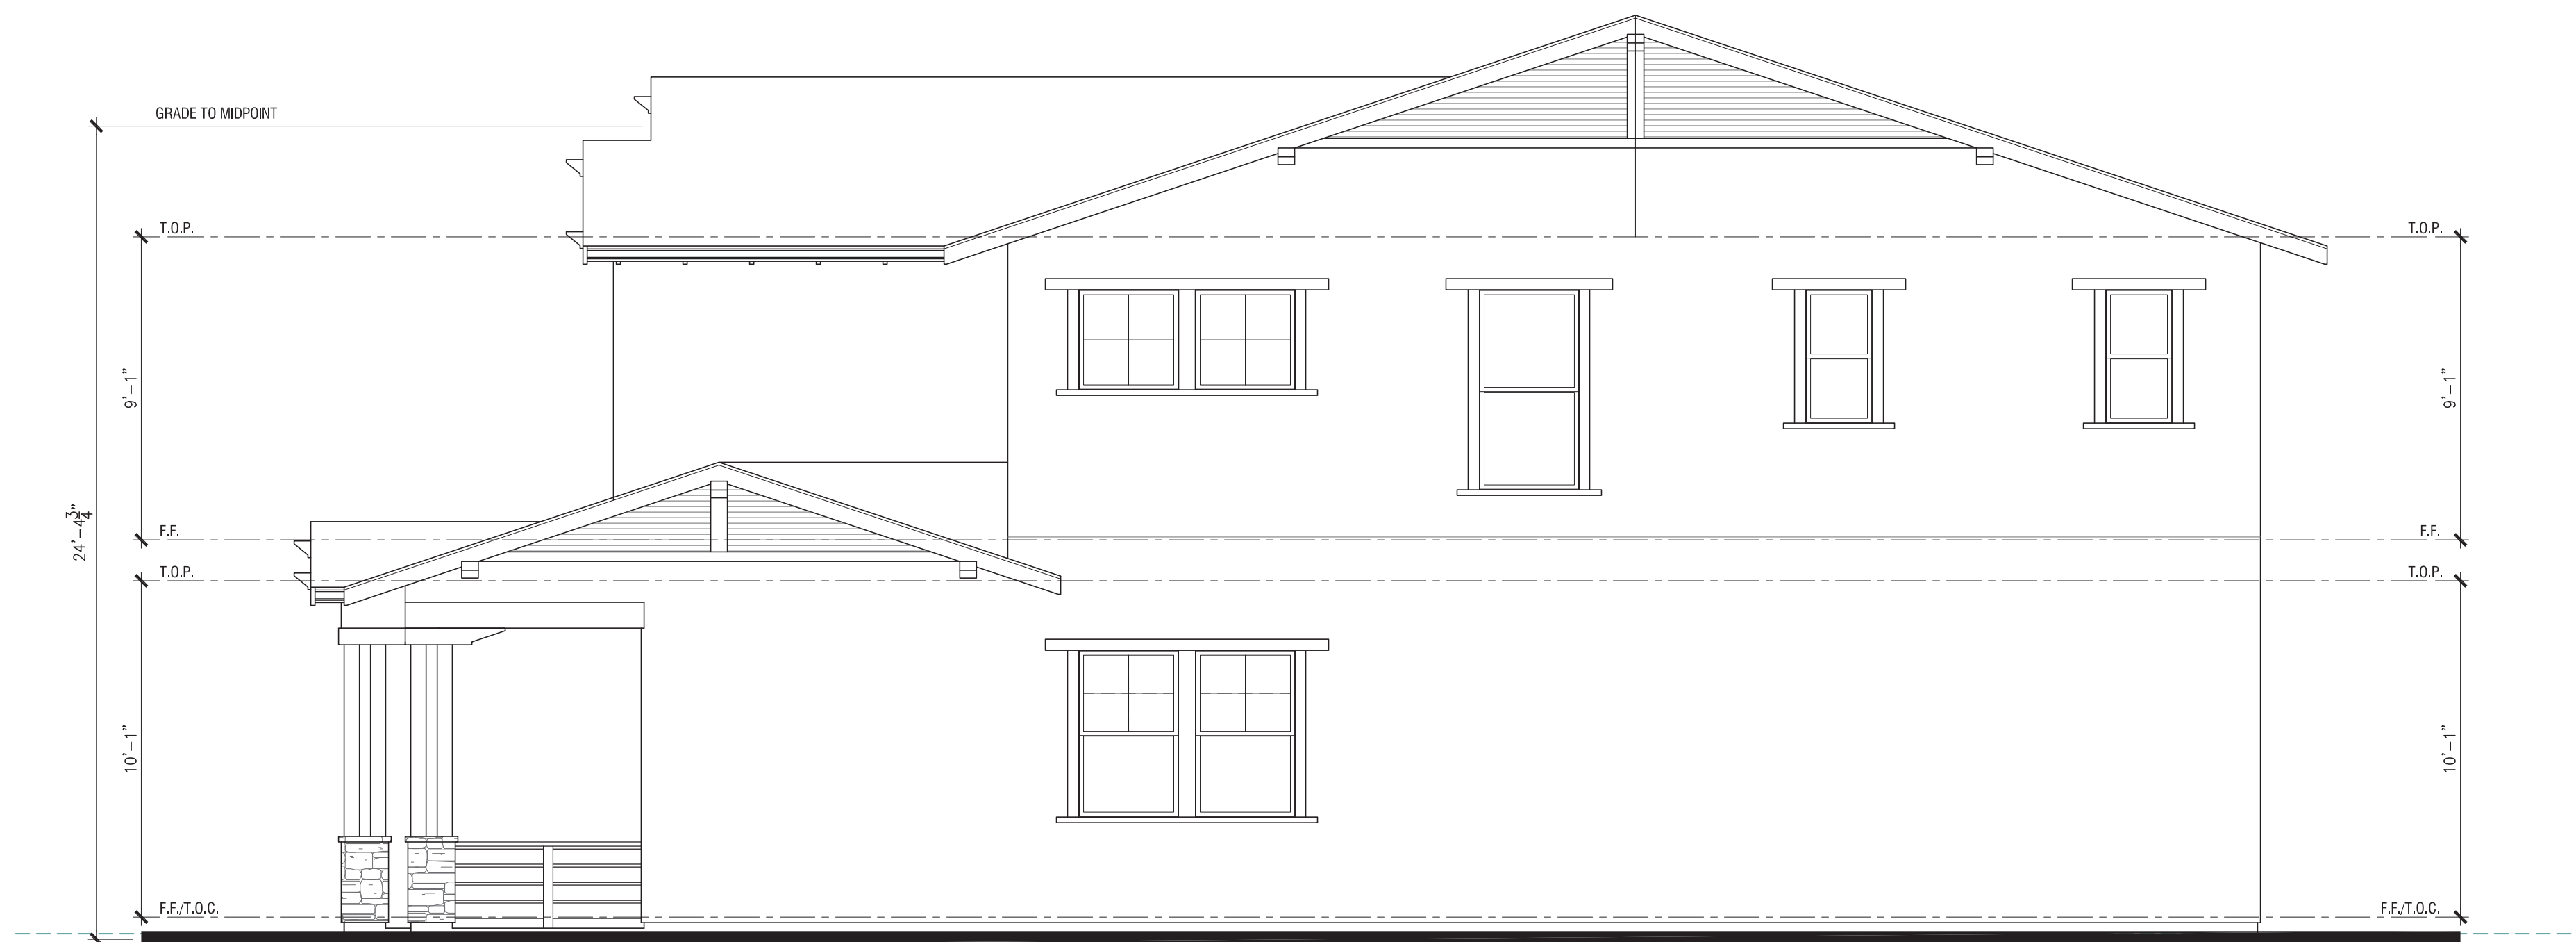 GRADE TO MIDPOINT
T.O.P.
T.O.P.
9'–1"
9'–1"
24'–4 3/4"
F.F.
F.F.
T.O.P.
T.O.P.
10'–1"
10'–1"
F.F./T.O.C.
F.F./T.O.C.